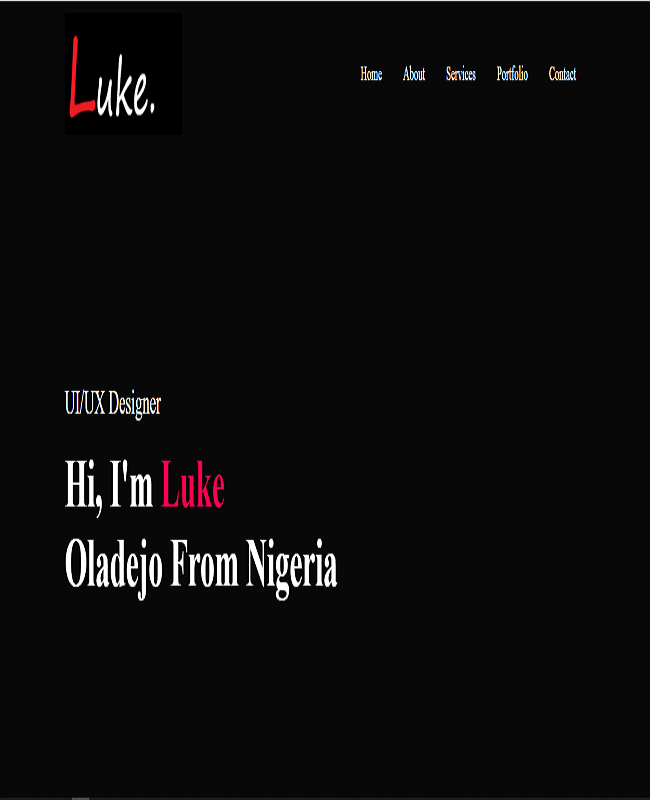 Luke.
Home About Services Portfolio Contact
UI/UX Designer
Hi, I'm Luke
Oladejo From Nigeria